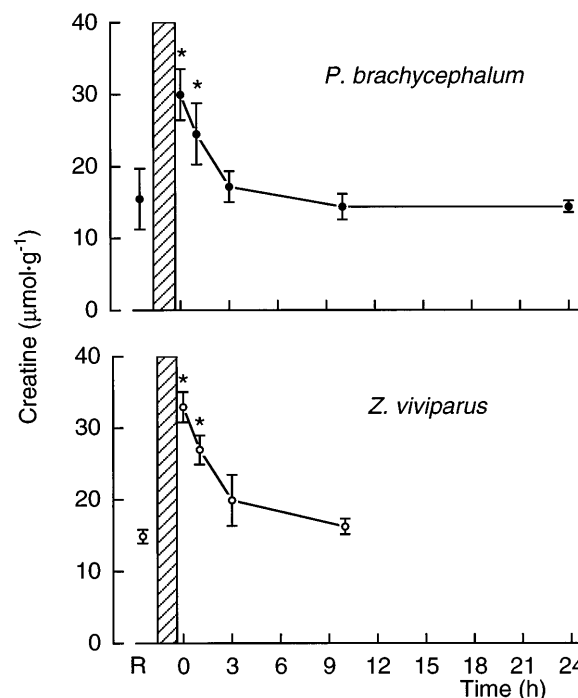 40
*
*
P. brachycephalum
30
20
10
0
Creatine (μmol·g⁻¹)
40
*
*
Z. viviparus
30
20
10
0
R 0 3 6 9 12 15 18 21 24
Time (h)